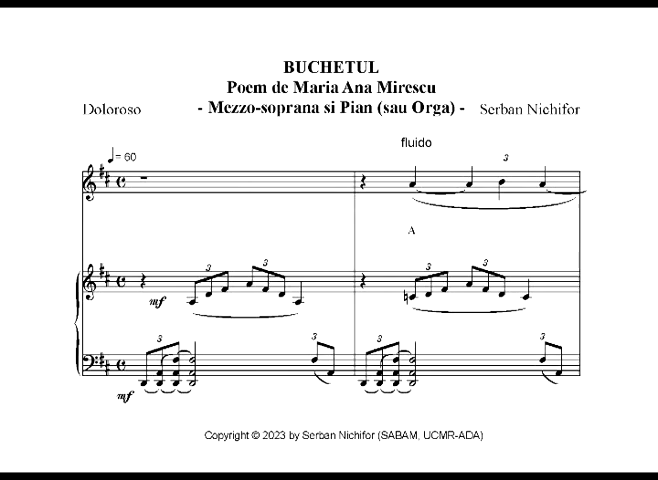 BUCHETUL
Poem de Maria Ana Mirescu
Doloroso - Mezzo-soprana si Pian (sau Orga) - Serban Nichifor
fluido
= 60
3
A
3 3 3 3
mf
3 3 3 3
mf
Copyright © 2023 by Serban Nichifor (SABAM, UCMR-ADA)